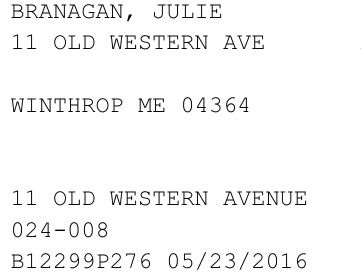 BRANAGAN, JULIE
11 OLD WESTERN AVE
WINTHROP ME 04364
11 OLD WESTERN AVENUE
024-008
B12299P276 05/23/2016